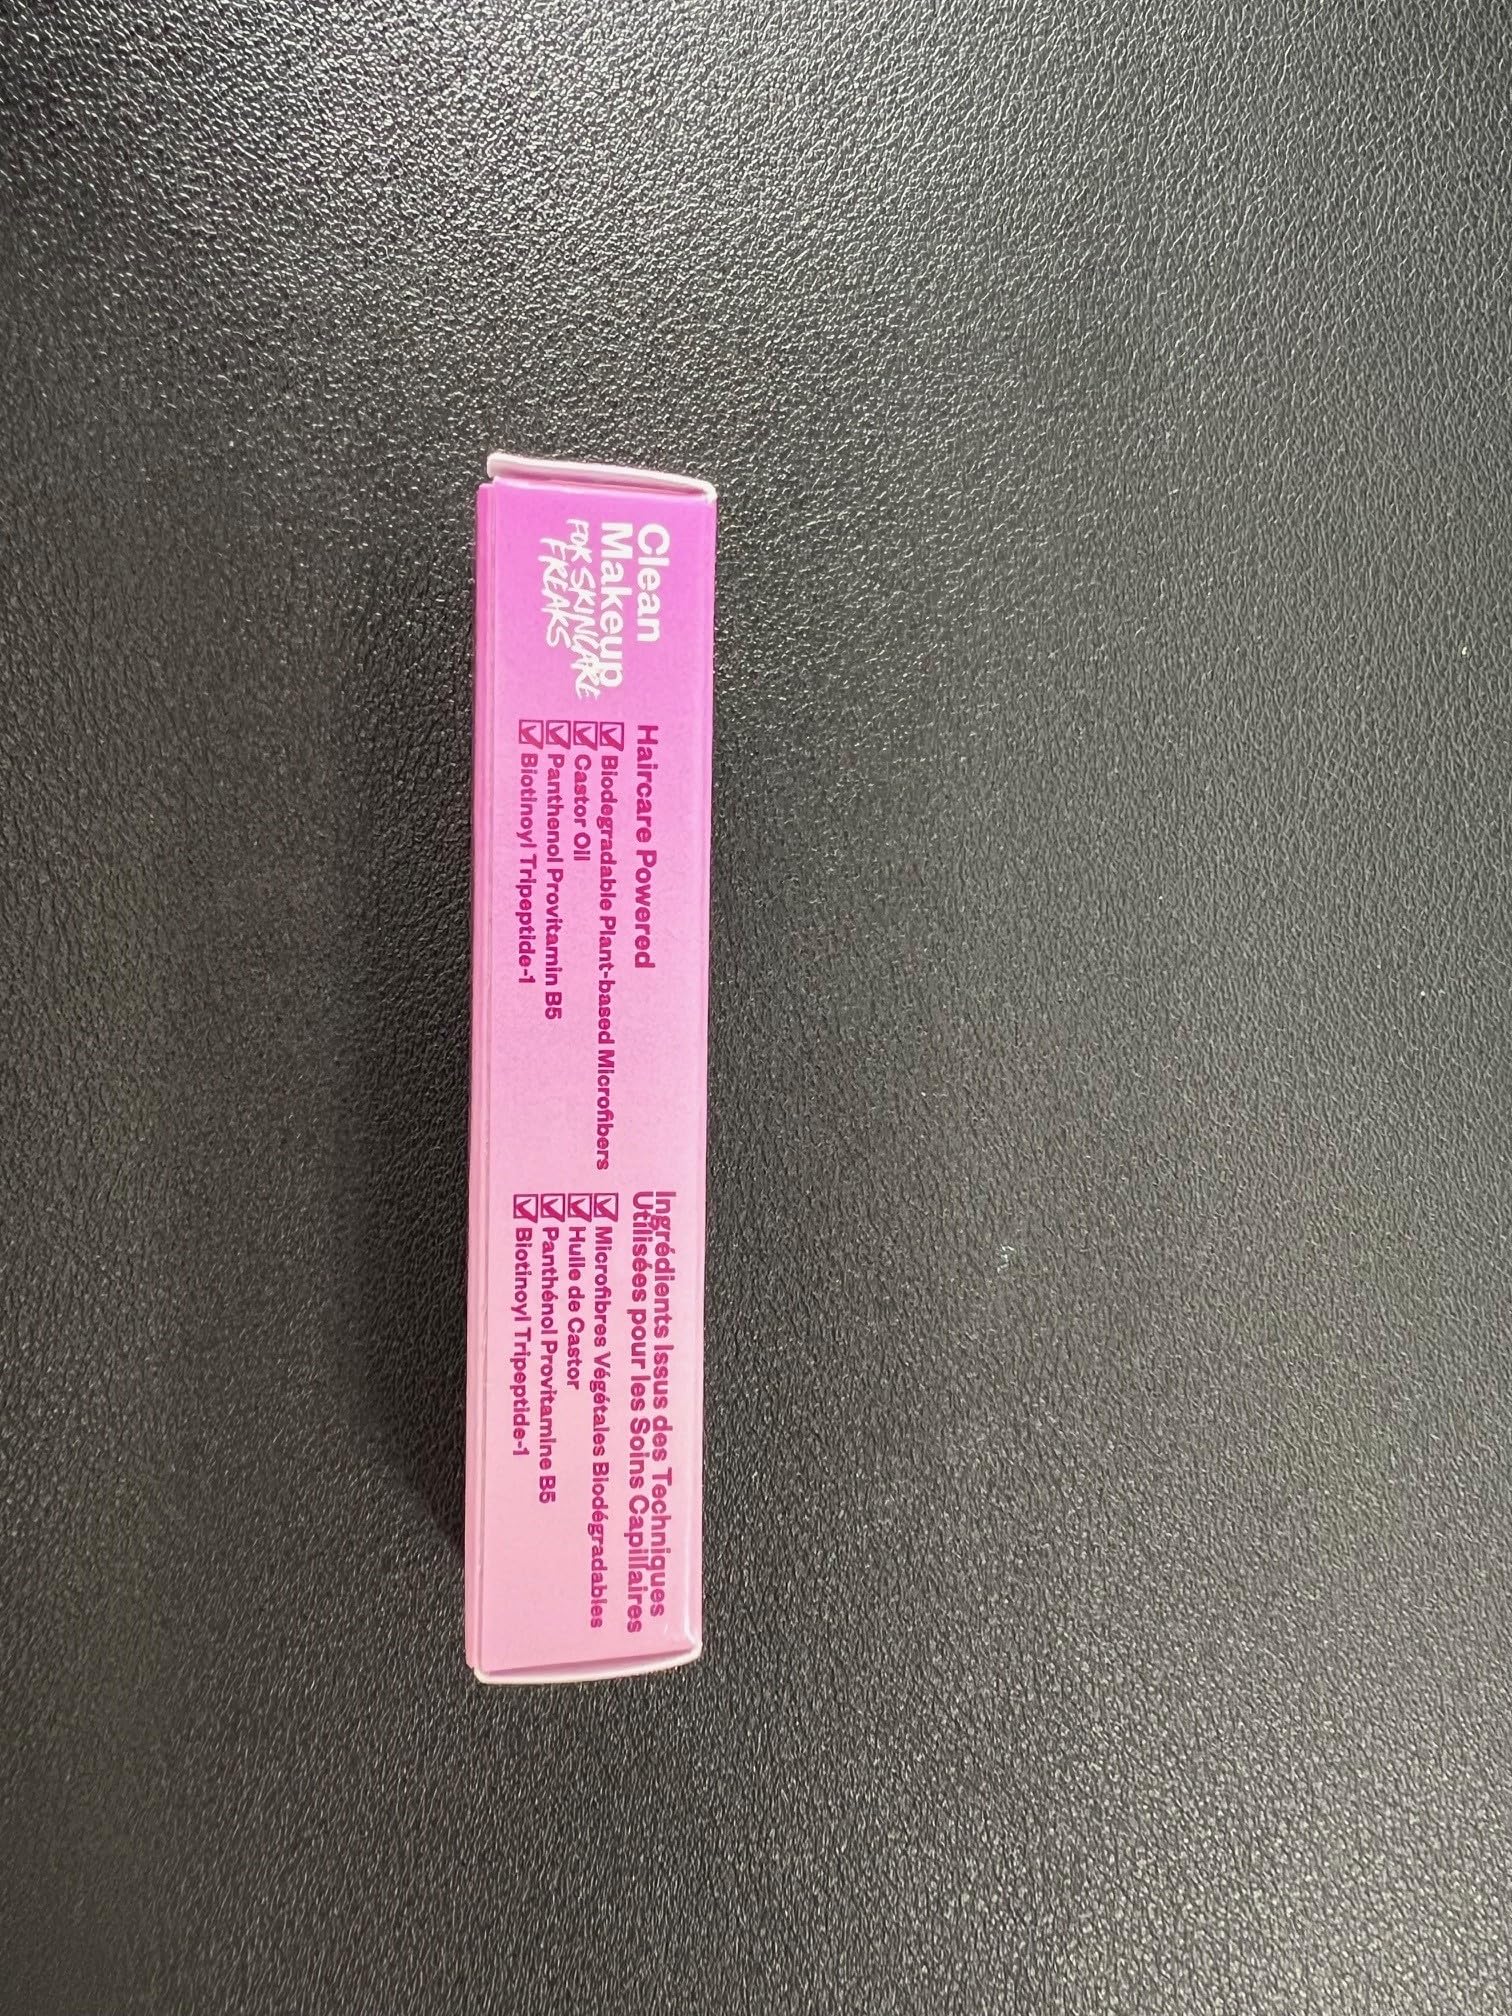 Clean
Makeup
FOR SKINCARE
FREAKS
Haircare Powered
Biodegradable Plant-based Microfibers
Castor Oil
Panthenol Provitamin B5
Biotinoyl Tripeptide-1
Ingrédients Issus des Techniques
Utilisées pour les Soins Capillaires
Microfibres Végétales Biodégradables
Huile de Castor
Panthénol Provitamine B5
Biotinoyl Tripeptide-1